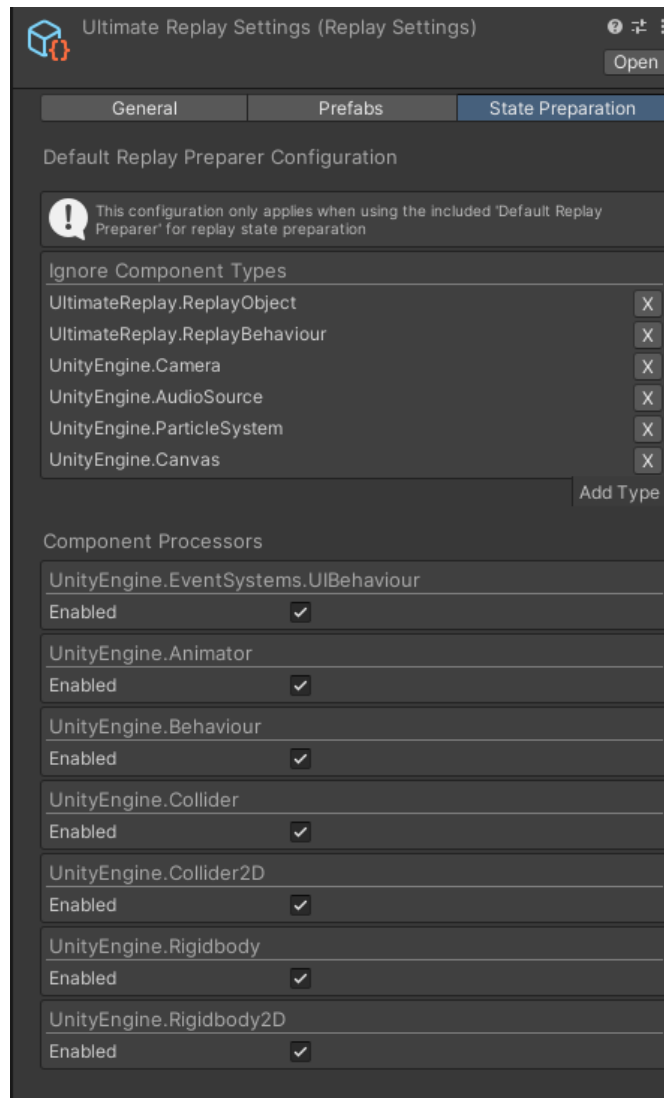 Ultimate Replay Settings (Replay Settings)
Open
General
Prefabs
State Preparation
Default Replay Preparer Configuration
This configuration only applies when using the included 'Default Replay
Preparer' for replay state preparation
Ignore Component Types
UltimateReplay.ReplayObject X
UltimateReplay.ReplayBehaviour X
UnityEngine.Camera X
UnityEngine.AudioSource X
UnityEngine.ParticleSystem X
UnityEngine.Canvas X
Add Type
Component Processors
UnityEngine.EventSystems.UIBehaviour
Enabled
UnityEngine.Animator
Enabled
UnityEngine.Behaviour
Enabled
UnityEngine.Collider
Enabled
UnityEngine.Collider2D
Enabled
UnityEngine.Rigidbody
Enabled
UnityEngine.Rigidbody2D
Enabled